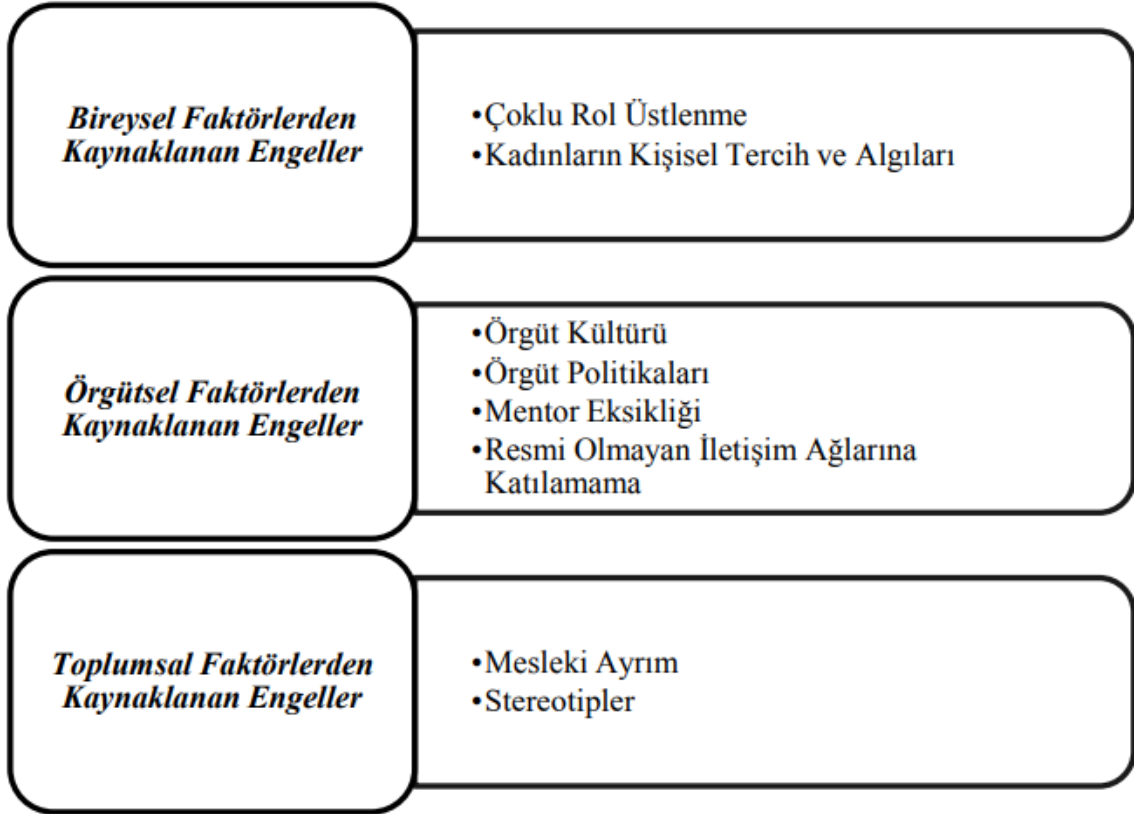 Bireysel Faktörlerden
Kaynaklanan Engeller
•Çoklu Rol Üstlenme
•Kadınların Kişisel Tercih ve Algıları
Örgütsel Faktörlerden
Kaynaklanan Engeller
•Örgüt Kültürü
•Örgüt Politikaları
•Mentor Eksikliği
•Resmi Olmayan İletişim Ağlarına
Katılamama
Toplumsal Faktörlerden
Kaynaklanan Engeller
•Mesleki Ayrım
•Stereotipler